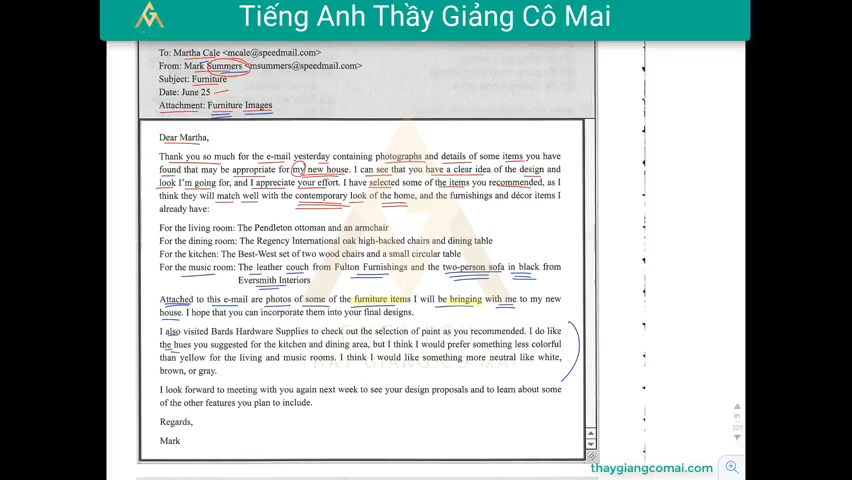 Tiếng Anh Thầy Giảng Cô Mai
To: Martha Cale <mcale@speedmail.com>
From: Mark Summers <msummers@speedmail.com>
Subject: Furniture
Date: June 25
Attachment: Furniture Images
Dear Martha,
Thank you so much for the e-mail yesterday containing photographs and details of some items you have
found that may be appropriate for my new house. I can see that you have a clear idea of the design and
look I'm going for, and I appreciate your effort. I have selected some of the items you recommended, as I
think they will match well with the contemporary look of the home, and the furnishings and décor items I
already have:
For the living room: The Pendleton ottoman and an armchair
For the dining room: The Regency International oak high-backed chairs and dining table
For the kitchen: The Best-West set of two wood chairs and a small circular table
For the music room: The leather couch from Fulton Furnishings and the two-person sofa in black from
Eversmith Interiors
Attached to this e-mail are photos of some of the furniture items I will be bringing with me to my new
house. I hope that you can incorporate them into your final designs.
I also visited Bards Hardware Supplies to check out the selection of paint as you recommended. I do like
the hues you suggested for the kitchen and dining area, but I think I would prefer something less colorful
than yellow for the living and music rooms. I think I would like something more neutral like white,
brown, or gray.
I look forward to meeting with you again next week to see your design proposals and to learn about some
of the other features you plan to include.
Regards,
Mark
thaygiangcomai.com